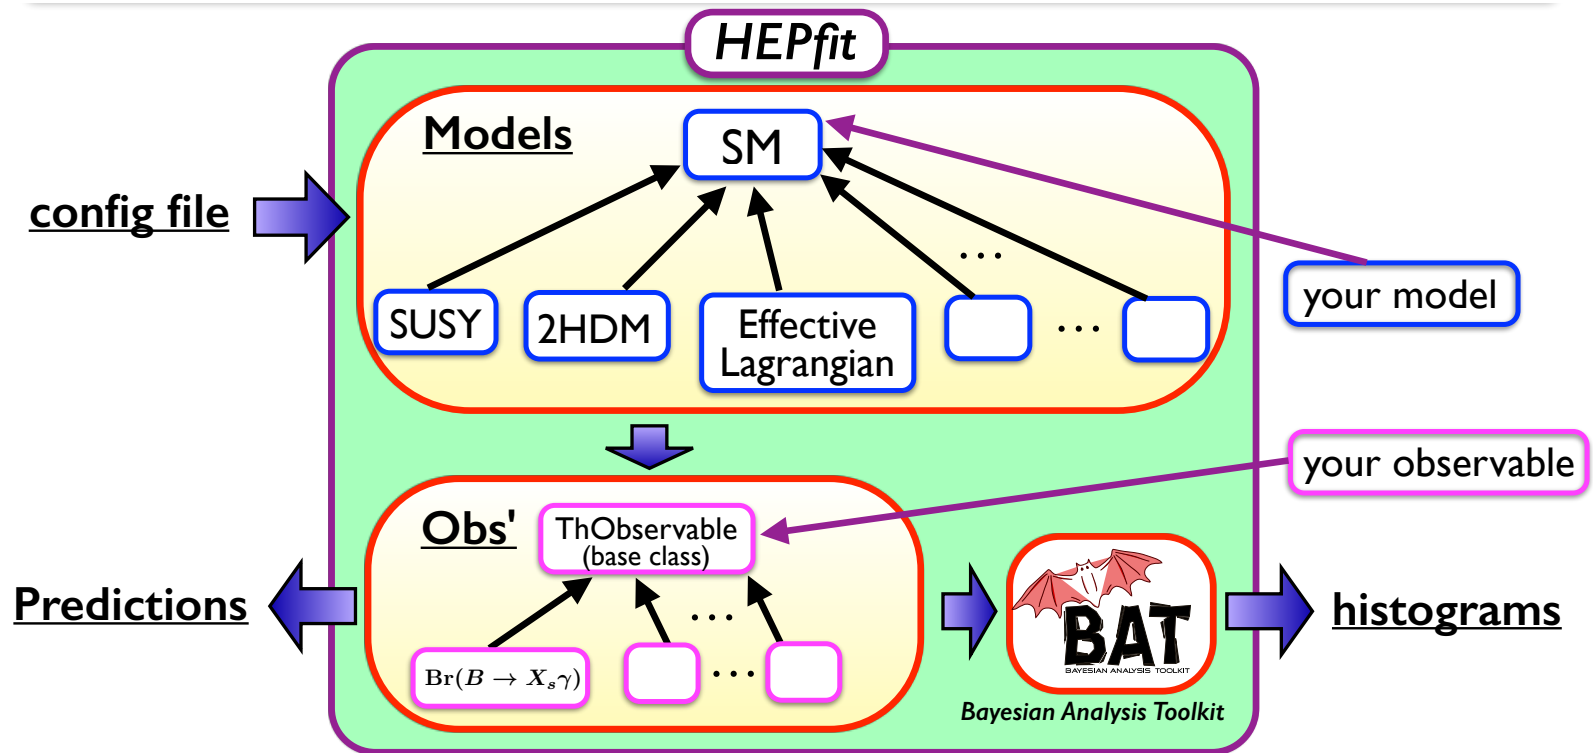 HEPfit
Models
SM
config file
...
your model
SUSY
2HDM
Effective
Lagrangian
...
your observable
Obs'
ThObservable
(base class)
Predictions
...
Br(B → X_s γ)
...
BAT
BAYESIAN ANALYSIS TOOLKIT
Bayesian Analysis Toolkit
histograms